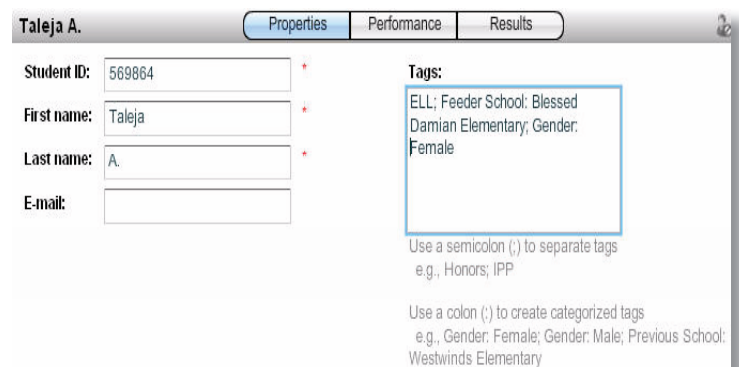 Taleja A.
Properties
Performance
Results
Student ID: 569864 *
First name: Taleja *
Last name: A. *
E-mail:
Tags:
ELL; Feeder School: Blessed
Damian Elementary; Gender:
Female
Use a semicolon (;) to separate tags
e.g., Honors; IPP
Use a colon (:) to create categorized tags
e.g., Gender: Female; Gender: Male; Previous School:
Westwinds Elementary